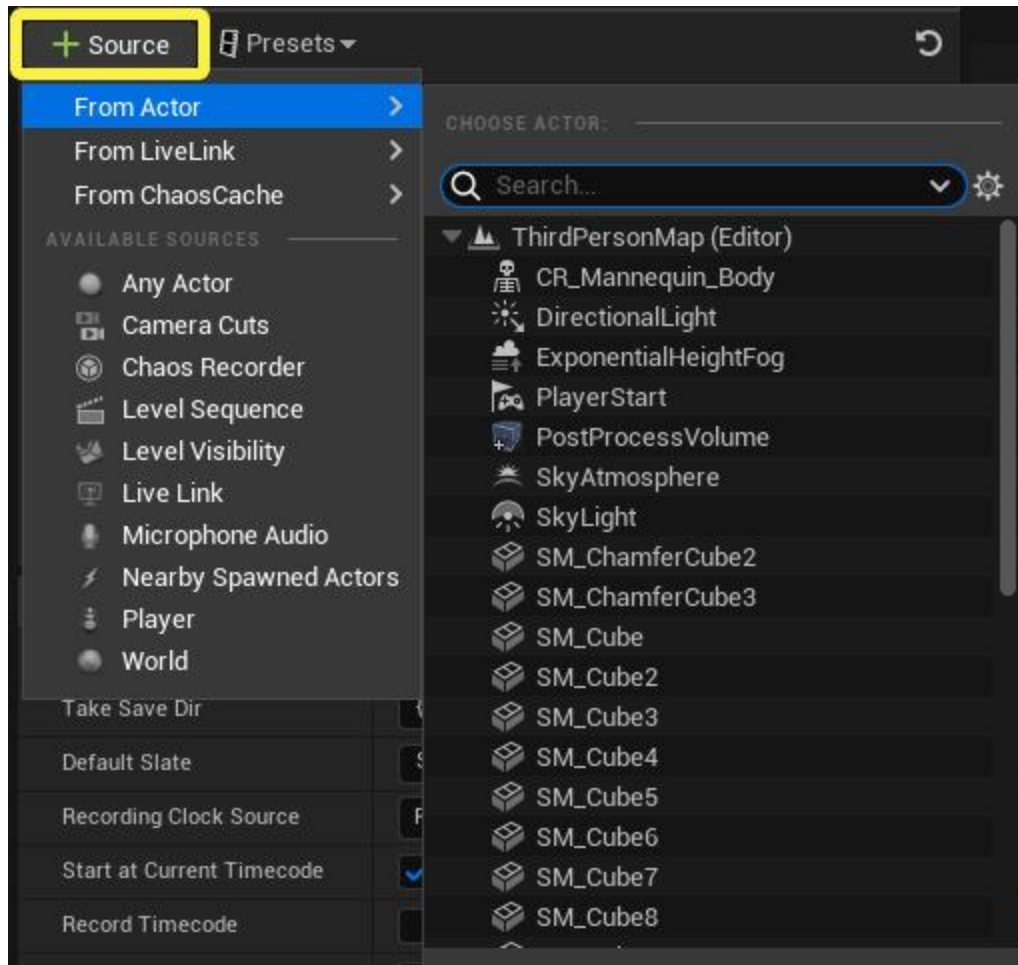 Source
Presets
From Actor
From LiveLink
From ChaosCache
AVAILABLE SOURCES
Any Actor
Camera Cuts
Chaos Recorder
Level Sequence
Level Visibility
Live Link
Microphone Audio
Nearby Spawned Actors
Player
World
Take Save Dir
Default Slate
Recording Clock Source
Start at Current Timecode
Record Timecode
CHOOSE ACTOR:
Search...
ThirdPersonMap (Editor)
CR_Mannequin_Body
DirectionalLight
ExponentialHeightFog
PlayerStart
PostProcessVolume
SkyAtmosphere
SkyLight
SM_ChamferCube2
SM_ChamferCube3
SM_Cube
SM_Cube2
SM_Cube3
SM_Cube4
SM_Cube5
SM_Cube6
SM_Cube7
SM_Cube8